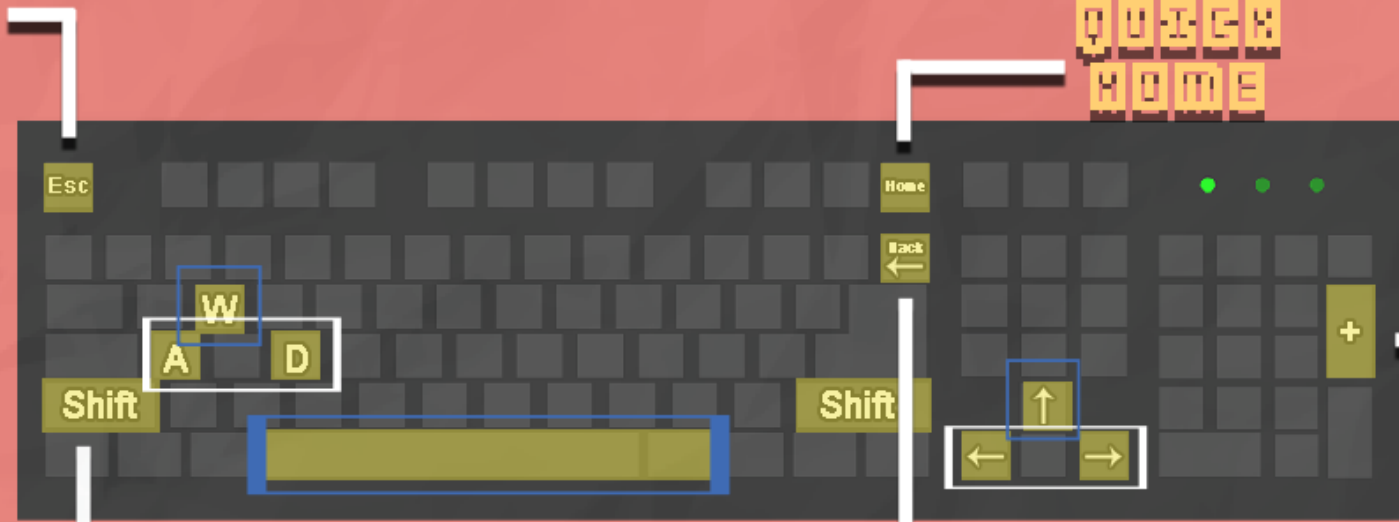 QUICK
HOME
Esc
Home
Back
←
W
A D
+
Shift Shift
↑
← →